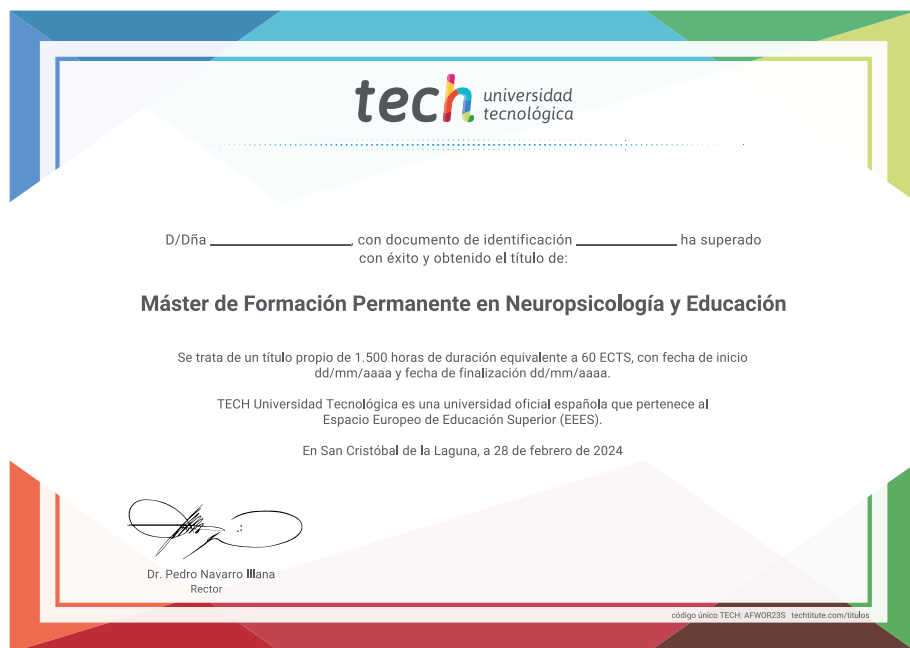 tech universidad
tecnológica
D/Dña ______________, con documento de identificación __________ ha superado
con éxito y obtenido el título de:
Máster de Formación Permanente en Neuropsicología y Educación
Se trata de un título propio de 1.500 horas de duración equivalente a 60 ECTS, con fecha de inicio
dd/mm/aaaa y fecha de finalización dd/mm/aaaa.
TECH Universidad Tecnológica es una universidad oficial española que pertenece al
Espacio Europeo de Educación Superior (EEES).
En San Cristóbal de la Laguna, a 28 de febrero de 2024
Dr. Pedro Navarro Illana
Rector
código único TECH: AFWOR23S techtitute.com/titulos